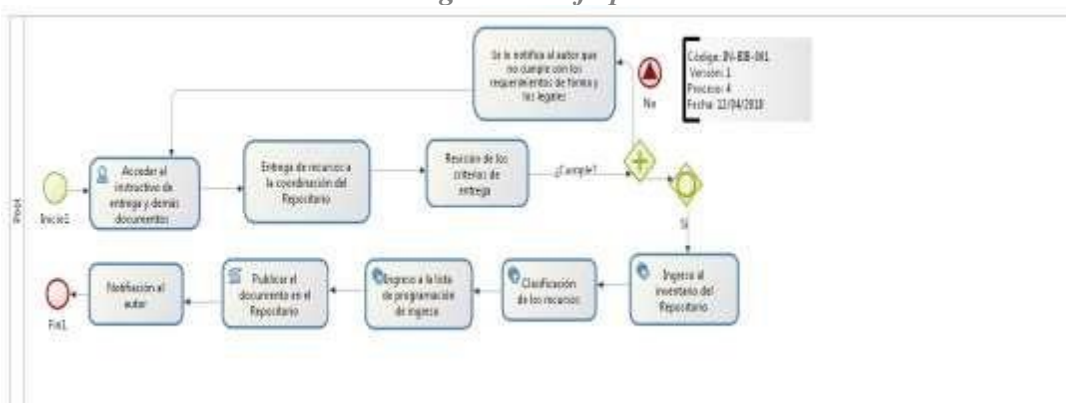 Se le notifica al autor que
no cumple con los
requerimientos de forma y
los legales
No
Código: IN-BIB-001
Versión: 1
Proceso: 4
Fecha: 12/04/2018
Inicio1
Acceder al
instructivo de
entrega y demás
documentos
Entrega de recursos a
la coordinación del
Repositorio
Revisión de los
criterios de
entrega
¿Cumple?
Si
Ingreso al
inventario del
Repositorio
Clasificación
de los recursos
Ingreso a la lista
de programación
de ingreso
Publicar el
documento en el
Repositorio
Notificación al
autor
Fin1